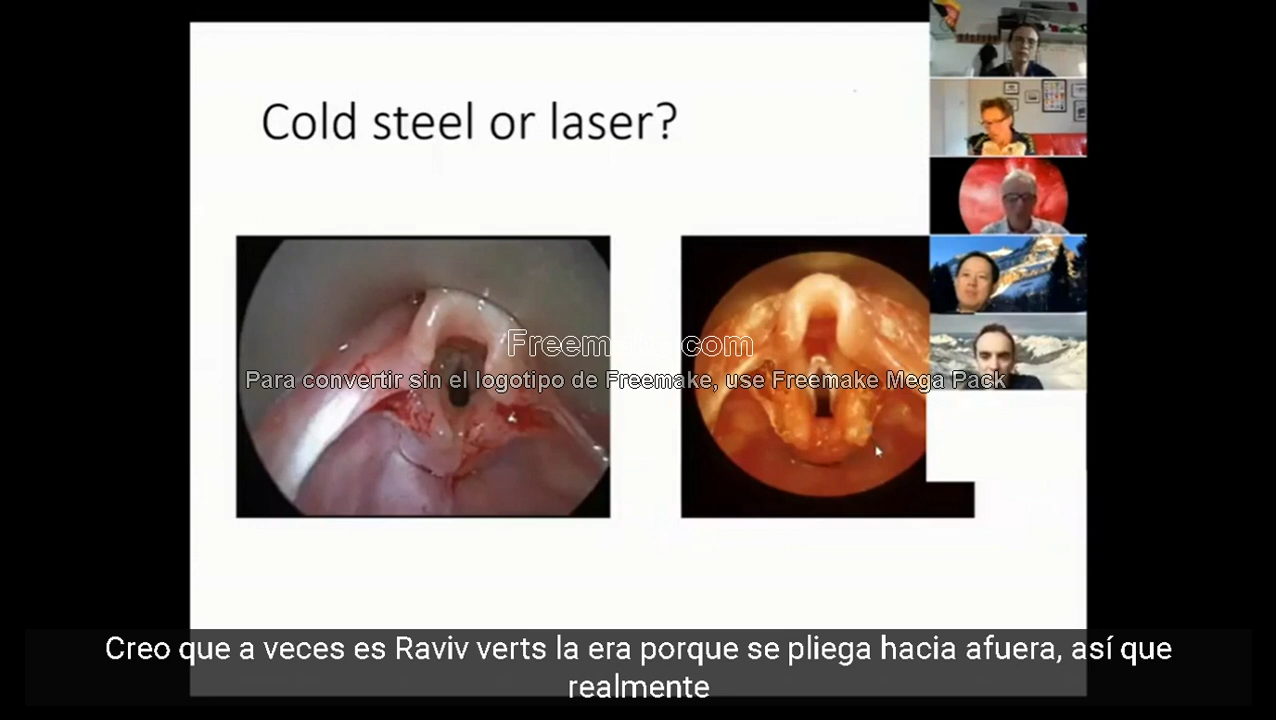 Cold steel or laser?
Freemake.com
Para convertir sin el logotipo de Freemake, use Freemake Mega Pack
Creo que a veces es Raviv verts la era porque se pliega hacia afuera, así que
realmente